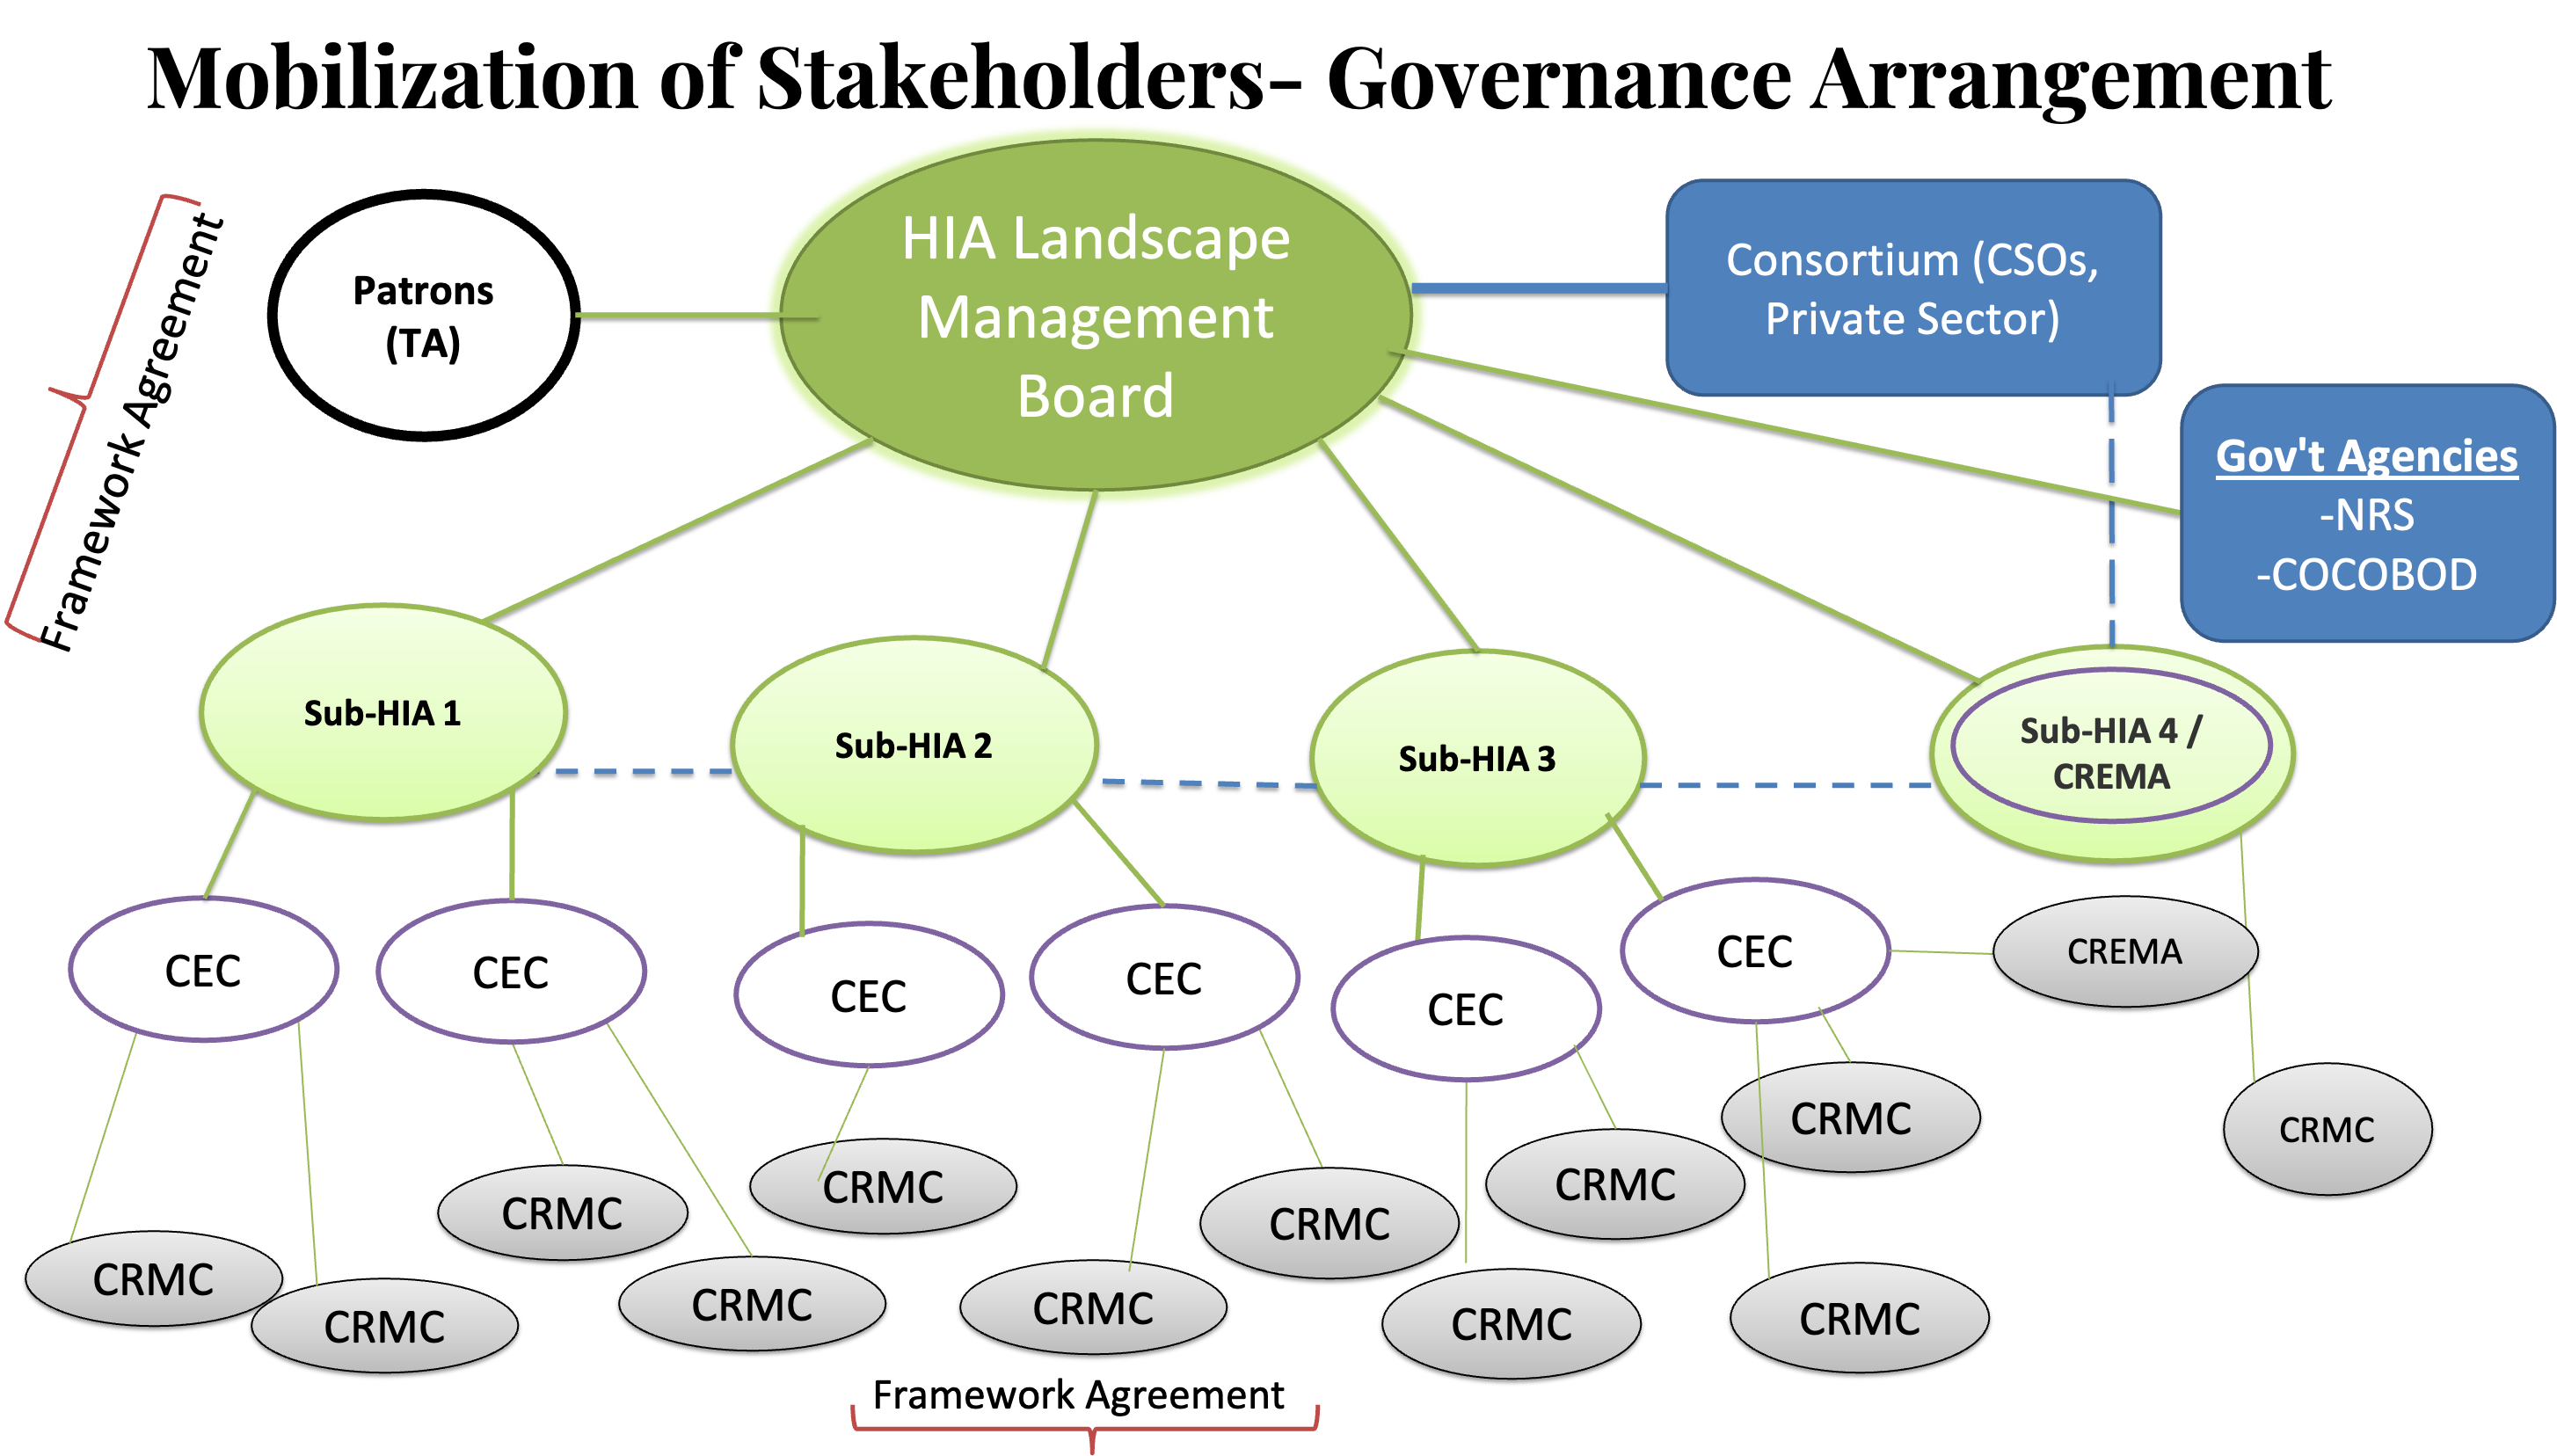 Mobilization of Stakeholders- Governance Arrangement
Framework Agreement
Patrons
(TA)
HIA Landscape
Management
Board
Consortium (CSOs,
Private Sector)
Gov't Agencies
-NRS
-COCOBOD
Sub-HIA 1
Sub-HIA 2
Sub-HIA 3
Sub-HIA 4 /
CREMA
CEC
CEC
CEC
CEC
CEC
CEC
CREMA
CRMC
CRMC
CRMC
CRMC
CRMC
CRMC
CRMC
CRMC
CRMC
CRMC
CRMC
CRMC
Framework Agreement